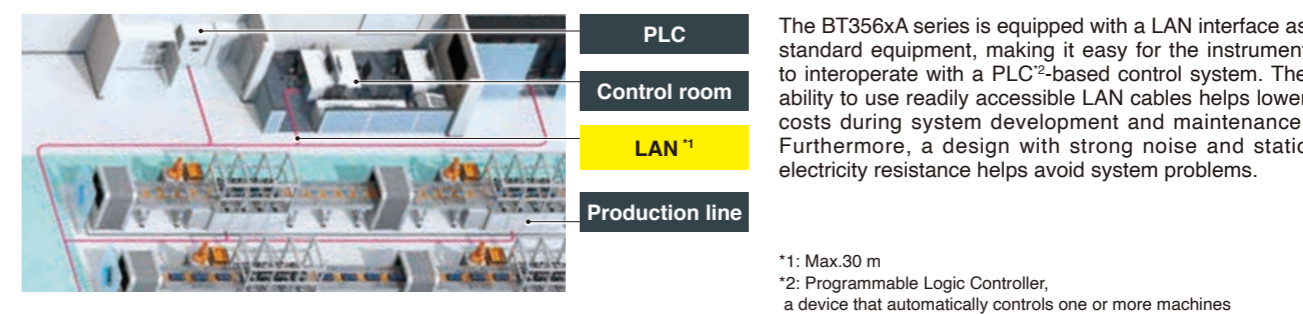 PLC
Control room
LAN *1
Production line
The BT356xA series is equipped with a LAN interface as
standard equipment, making it easy for the instrument
to interoperate with a PLC*2-based control system. The
ability to use readily accessible LAN cables helps lower
costs during system development and maintenance
Furthermore, a design with strong noise and static
electricity resistance helps avoid system problems.
*1: Max.30 m
*2: Programmable Logic Controller,
a device that automatically controls one or more machines